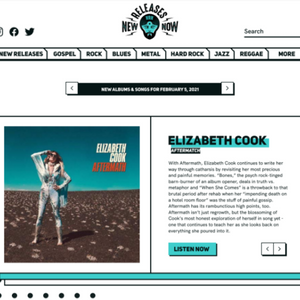 RELEASES
NEW NOW
Search
NEW RELEASES GOSPEL ROCK BLUES METAL HARD ROCK JAZZ REGGAE MORE
NEW ALBUMS & SONGS FOR FEBRUARY 5, 2021
ELIZABETH
COOK
AFTERMATH
ELIZABETH COOK
AFTERMATCH
With Aftermath, Elizabeth Cook continues to write her
way through catharsis by revisiting her most precious
and painful memories. "Bones," the psych rock-tinged
barn-burner of an album opener, deals in truth vs.
metaphor and "When She Comes" is a throwback to that
brutal period after rehab when her "impending death on
a hotel floor" was the stuff of painful gossip.
Aftermath has its rambunctious high points, too.
Aftermath isn't just regrowth, but the blossoming of
Cook's most honest exploration of herself in song yet -
one that continues to teach her as she looks back on
everything she poured into it.
LISTEN NOW